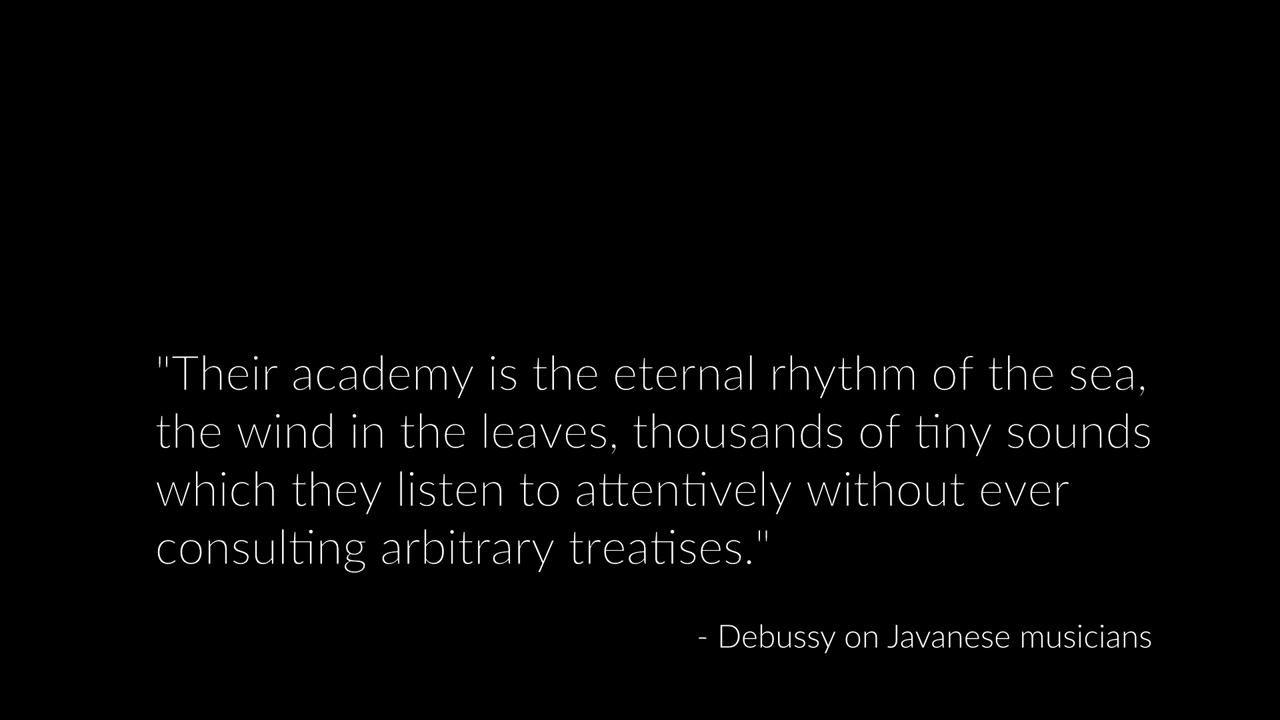 "Their academy is the eternal rhythm of the sea,
the wind in the leaves, thousands of tiny sounds
which they listen to attentively without ever
consulting arbitrary treatises."
- Debussy on Javanese musicians